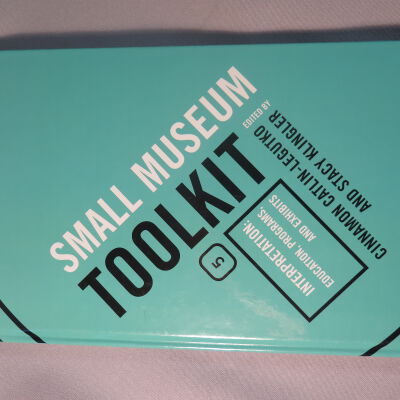 SMALL MUSEUM
TOOLKIT
5
INTERPRETATION:
EDUCATION, PROGRAMS,
AND EXHIBITS
EDITED BY
CINNAMON CATLIN-LEGUTKO
AND STACY KLINGLER